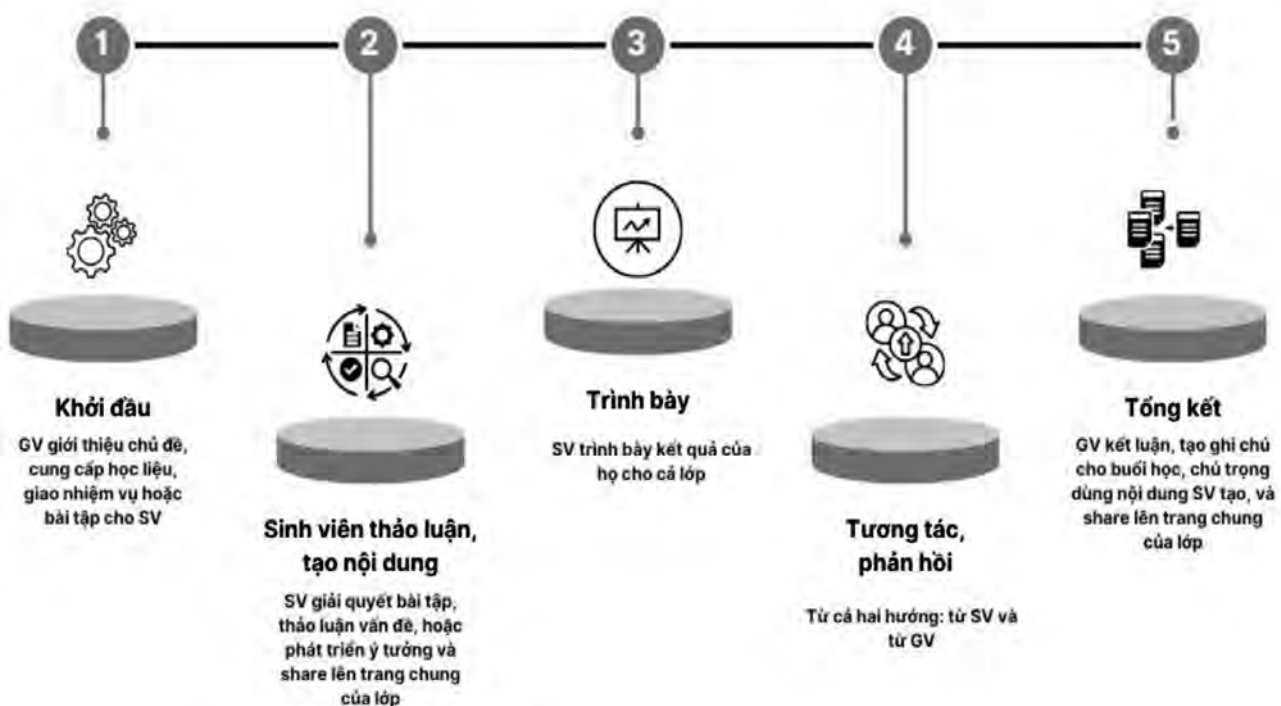 1
2
3
4
5
Khởi đầu
GV giới thiệu chủ đề,
cung cấp học liệu,
giao nhiệm vụ hoặc
bài tập cho SV
Sinh viên thảo luận,
tạo nội dung
SV giải quyết bài tập,
thảo luận vấn đề, hoặc
phát triển ý tưởng và
share lên trang chung
của lớp
Trình bày
SV trình bày kết quả của
họ cho cả lớp
Tương tác,
phản hồi
Từ cả hai hướng: từ SV và
từ GV
Tổng kết
GV kết luận, tạo ghi chú
cho buổi học, chú trọng
dùng nội dung SV tạo, và
share lên trang chung
của lớp